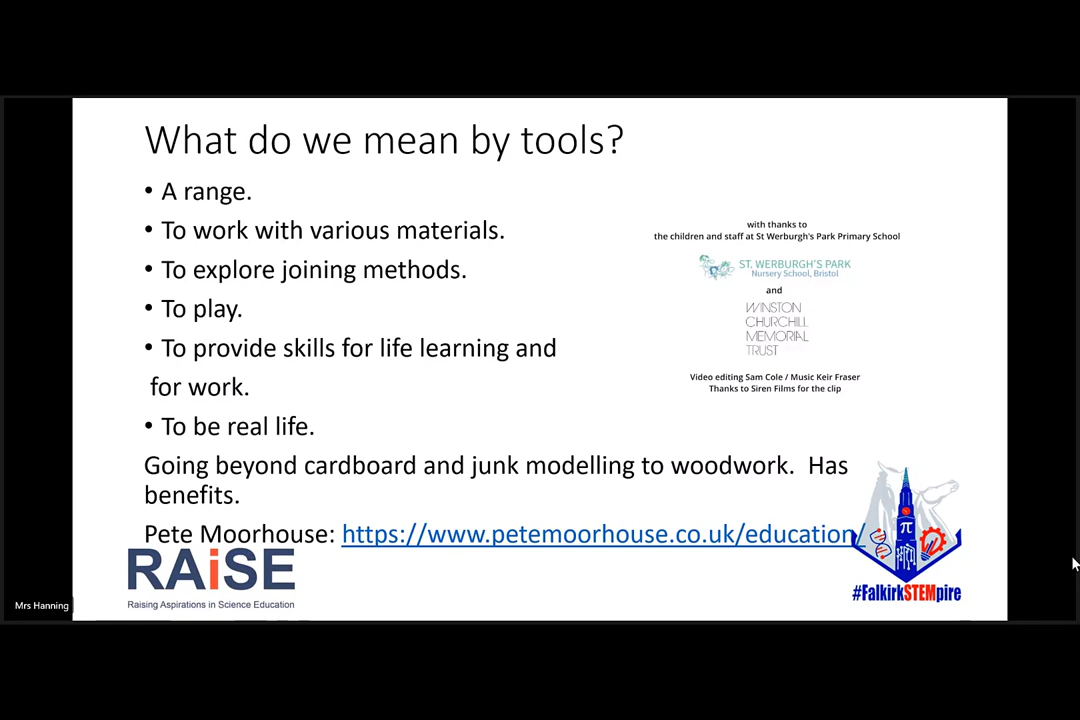 What do we mean by tools?
• A range.
• To work with various materials.
• To explore joining methods.
• To play.
• To provide skills for life learning and
for work.
• To be real life.
Going beyond cardboard and junk modelling to woodwork.  Has
benefits.
Pete Moorhouse: https://www.petemoorhouse.co.uk/education/
with thanks to
the children and staff at St Werburgh's Park Primary School
ST. WERBURGH'S PARK
Nursery School, Bristol
and
WINSTON
CHURCHILL
MEMORIAL
TRUST
Video editing Sam Cole / Music Keir Fraser
Thanks to Siren Films for the clip
RAiSE
Raising Aspirations in Science Education
π
#FalkirkSTEMpire
Mrs Hanning